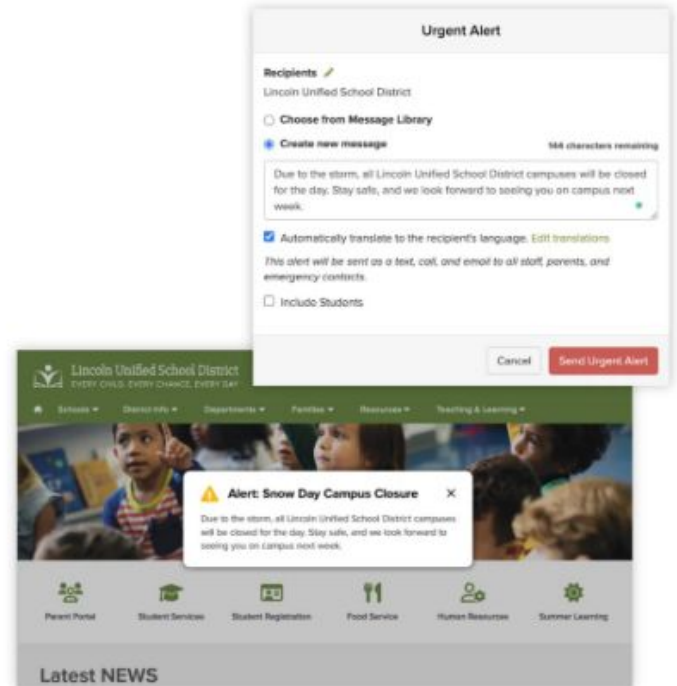 Urgent Alert
Recipients
Lincoln Unified School District
Choose from Message Library
Create new message
144 characters remaining
Due to the storm, all Lincoln Unified School District campuses will be closed
for the day. Stay safe, and we look forward to seeing you on campus next
week.
Automatically translate to the recipient's language. Edit translations
This alert will be sent as a text, call, and email to all staff, parents, and
emergency contacts.
Include Students
Cancel
Send Urgent Alert
Lincoln Unified School District
EVERY CHILD. EVERY CHANCE. EVERY DAY
Schools
District Info
Departments
Families
Resources
Teaching & Learning
Alert: Snow Day Campus Closure
Due to the storm, all Lincoln Unified School District campuses
will be closed for the day. Stay safe, and we look forward to
seeing you on campus next week.
Parent Portal
Student Services
Student Registration
Food Service
Human Resources
Summer Learning
Latest NEWS